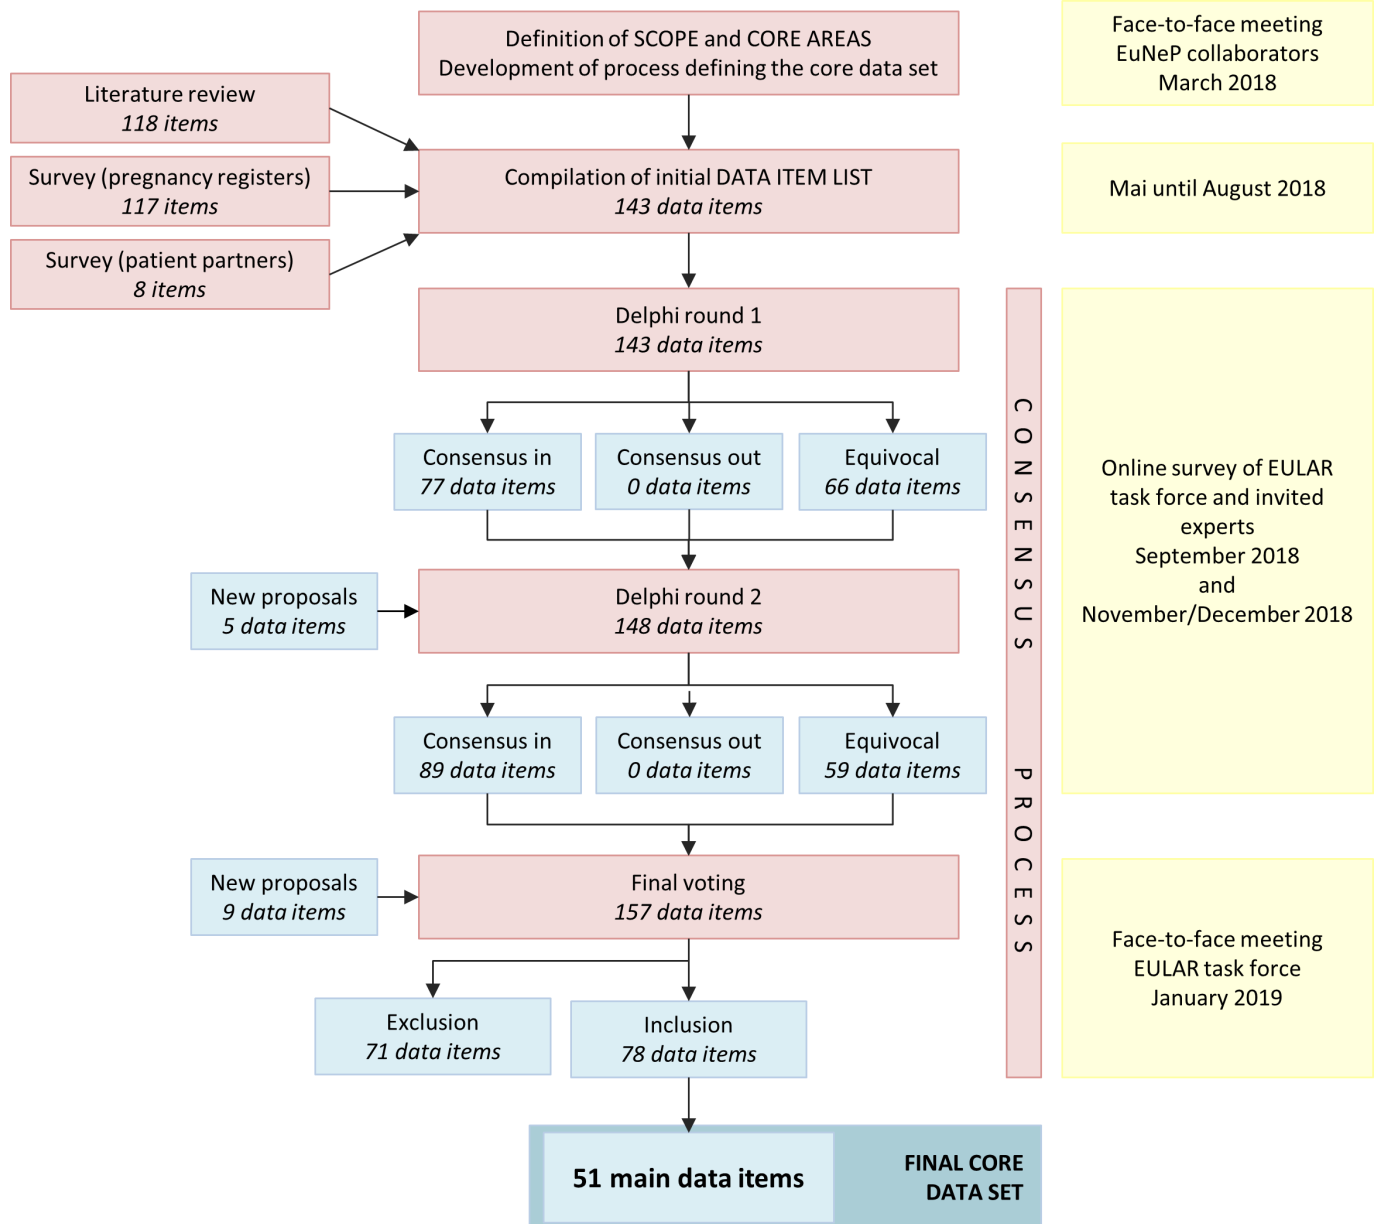 Definition of SCOPE and CORE AREAS
Development of process defining the core data set
Face-to-face meeting
EuNeP collaborators
March 2018
Literature review
118 items
Survey (pregnancy registers)
117 items
Survey (patient partners)
8 items
Compilation of initial DATA ITEM LIST
143 data items
Mai until August 2018
Delphi round 1
143 data items
Consensus in
77 data items
Consensus out
0 data items
Equivocal
66 data items
New proposals
5 data items
Delphi round 2
148 data items
Consensus in
89 data items
Consensus out
0 data items
Equivocal
59 data items
CONSENSUS PROCESS
Online survey of EULAR
task force and invited
experts
September 2018
and
November/December 2018
New proposals
9 data items
Final voting
157 data items
Exclusion
71 data items
Inclusion
78 data items
Face-to-face meeting
EULAR task force
January 2019
51 main data items
FINAL CORE
DATA SET